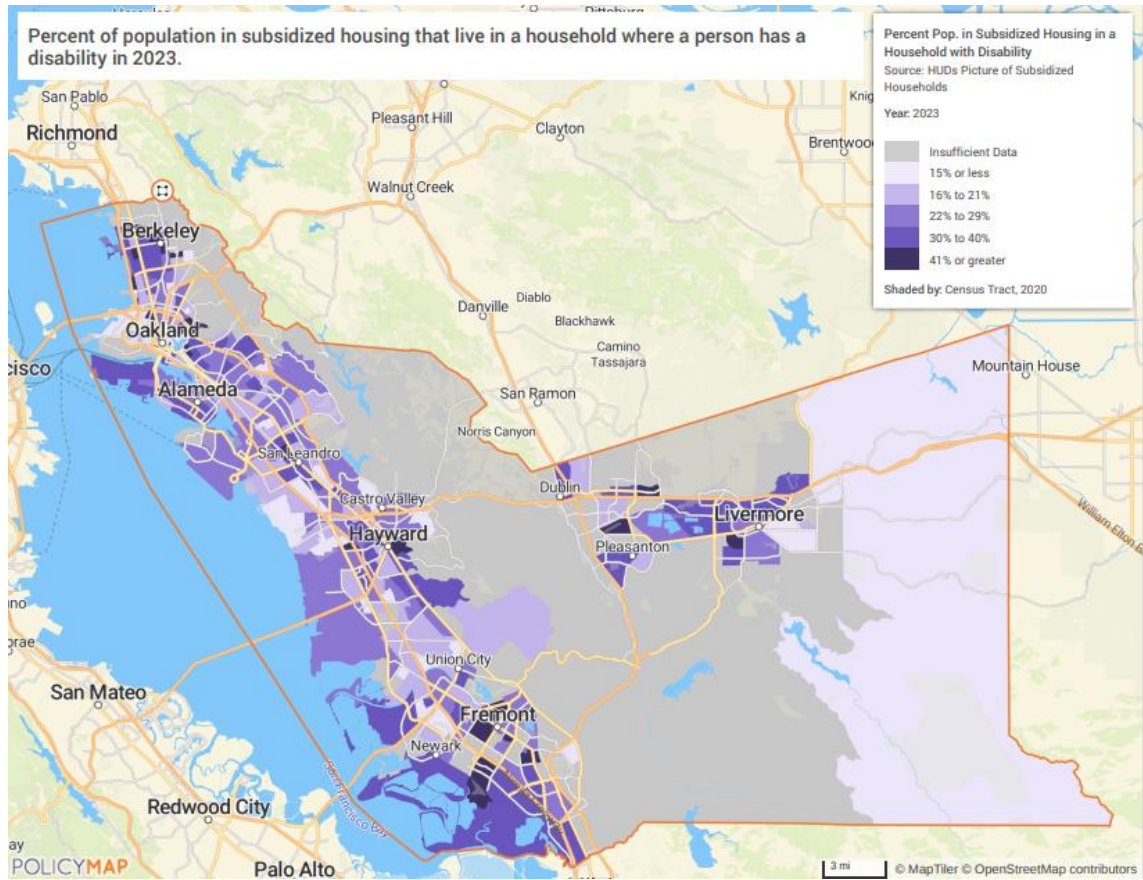 Percent of population in subsidized housing that live in a household where a person has a
disability in 2023.
Percent Pop. in Subsidized Housing in a
Household with Disability
Source: HUDs Picture of Subsidized
Households
Year: 2023
Insufficient Data
15% or less
16% to 21%
22% to 29%
30% to 40%
41% or greater
Shaded by: Census Tract, 2020
San Pablo
Richmond
Pleasant Hill
Clayton
Brentwood
Walnut Creek
Berkeley
Danville
Diablo
Blackhawk
Oakland
Camino
Tassajara
cisco
Mountain House
Alameda
San Ramon
Norris Canyon
San Leandro
Dublin
Castro Valley
Livermore
Hayward
Pleasanton
Union City
San Mateo
Fremont
Newark
San Francisco Bay
Redwood City
Palo Alto
POLICYMAP
3 mi
© MapTiler © OpenStreetMap contributors